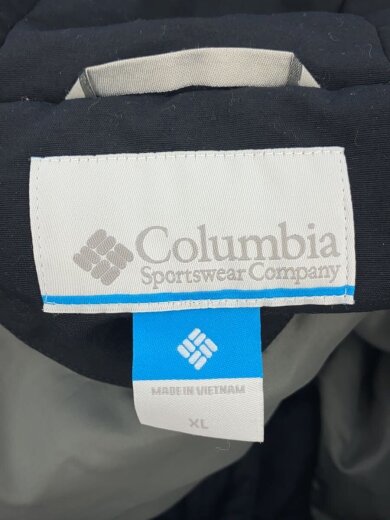 Columbia
Sportswear Company
MADE IN VIETNAM
XL